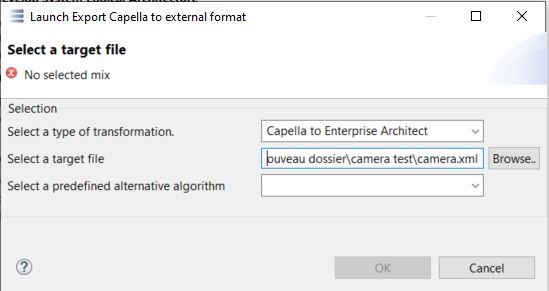 Launch Export Capella to external format
Select a target file
No selected mix
Selection
Select a type of transformation.
Capella to Enterprise Architect
Select a target file
ouveau dossier\camera test\camera.xml
Browse..
Select a predefined alternative algorithm
OK
Cancel